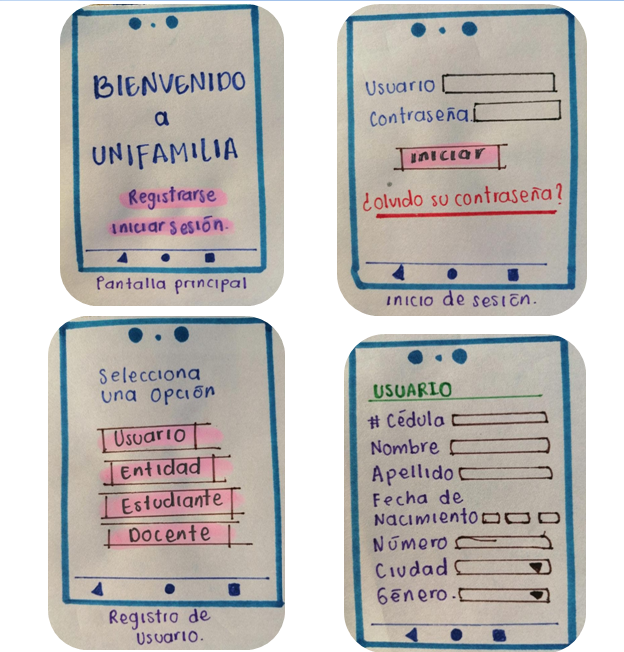 BIENVENIDO
a
UNIFAMILIA
Registrarse
iniciar sesión.
Pantalla principal
Usuario
Contraseña.
iniciar
¿olvido su contraseña?
inicio de sesión.
Selecciona
una opción
Usuario
Entidad
Estudiante
Docente
Registro de
Usuario.
USUARIO
# Cédula
Nombre
Apellido
Fecha de
Nacimiento
Número
Ciudad
Género.